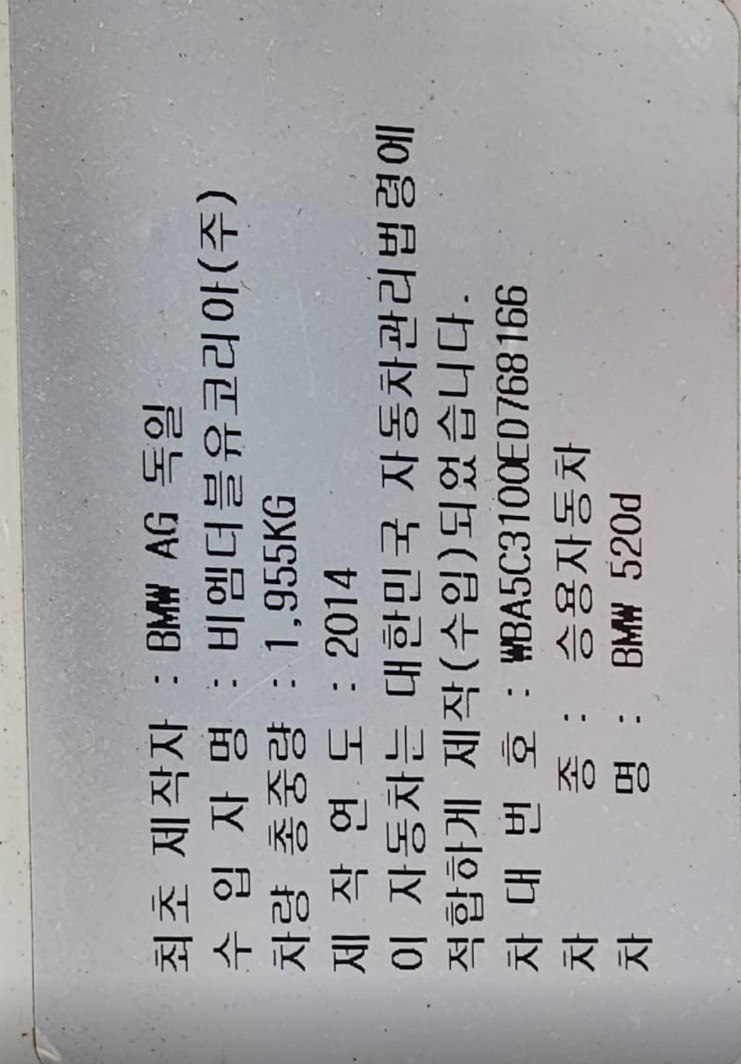 최초 제작자 : BMW AG 독일
수 입 자 명 : 비엠더블유코리아(주)
차량 총중량 : 1,955KG
제 작 연 도 : 2014
이 자동차는 대한민국 자동차관리법령에
적합하게 제작(수입)되었습니다.
차 대 번 호 : WBA5C3100ED768166
차 종 : 승용자동차
차 명 : BMW 520d